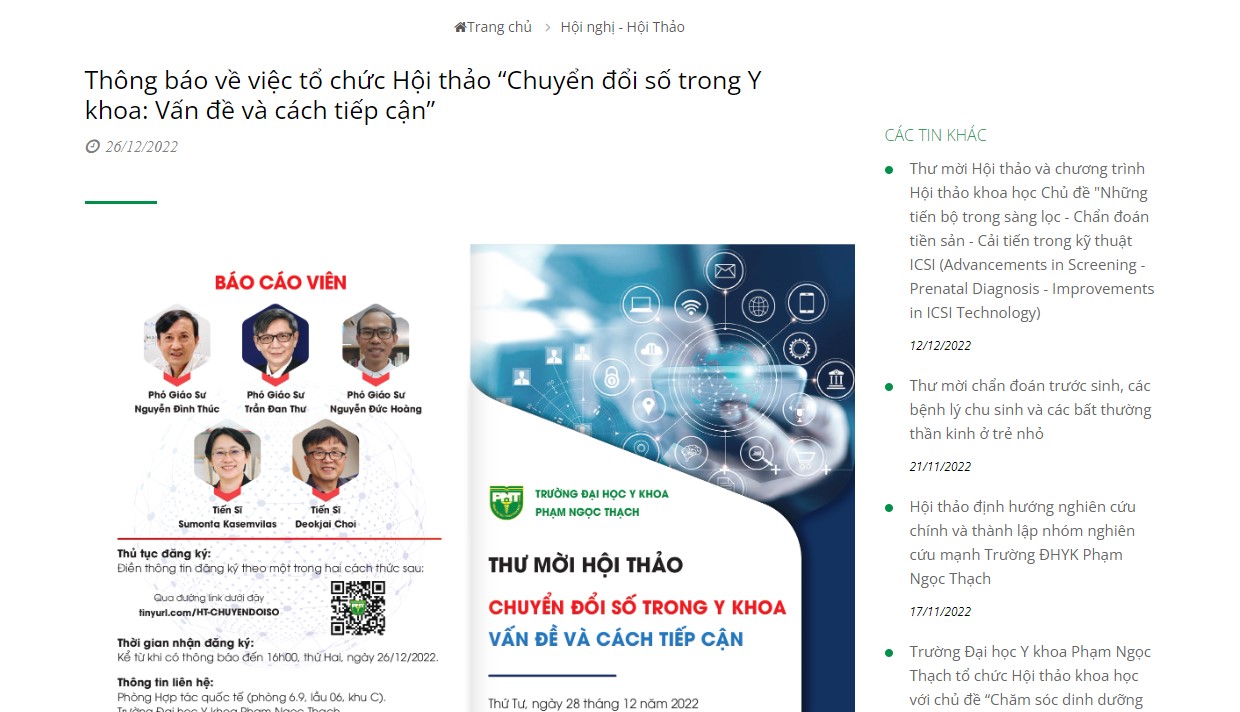 Trang chủ > Hội nghị - Hội Thảo
Thông báo về việc tổ chức Hội thảo “Chuyển đổi số trong Y
khoa: Vấn đề và cách tiếp cận”
26/12/2022
BÁO CÁO VIÊN
Phó Giáo Sư
Nguyễn Đình Thúc
Phó Giáo Sư
Trần Đan Thư
Phó Giáo Sư
Nguyễn Đức Hoàng
Tiến Sĩ
Sumonta Kasemvilas
Tiến Sĩ
Deokjai Choi
Thủ tục đăng ký:
Điền thông tin đăng ký theo một trong hai cách thức sau:
Qua đường link dưới đây
tinyurl.com/HT-CHUYENDOISO
Thời gian nhận đăng ký:
Kể từ khi có thông báo đến 16h00, thứ Hai, ngày 26/12/2022.
Thông tin liên hệ:
Phòng Hợp tác quốc tế (phòng 6.9, lầu 06, khu C).
Trường Đại học Y khoa Phạm Ngọc Thạch
PNT
TRƯỜNG ĐẠI HỌC Y KHOA
PHẠM NGỌC THẠCH
THƯ MỜI HỘI THẢO
CHUYỂN ĐỔI SỐ TRONG Y KHOA
VẤN ĐỀ VÀ CÁCH TIẾP CẬN
Thứ Tư, ngày 28 tháng 12 năm 2022
CÁC TIN KHÁC
Thư mời Hội thảo và chương trình
Hội thảo khoa học Chủ đề "Những
tiến bộ trong sàng lọc - Chẩn đoán
tiền sản - Cải tiến trong kỹ thuật
ICSI (Advancements in Screening -
Prenatal Diagnosis - Improvements
in ICSI Technology)
12/12/2022
Thư mời chẩn đoán trước sinh, các
bệnh lý chu sinh và các bất thường
thần kinh ở trẻ nhỏ
21/11/2022
Hội thảo định hướng nghiên cứu
chính và thành lập nhóm nghiên
cứu mạnh Trường ĐHYK Phạm
Ngọc Thạch
17/11/2022
Trường Đại học Y khoa Phạm Ngọc
Thạch tổ chức Hội thảo khoa học
với chủ đề “Chăm sóc dinh dưỡng